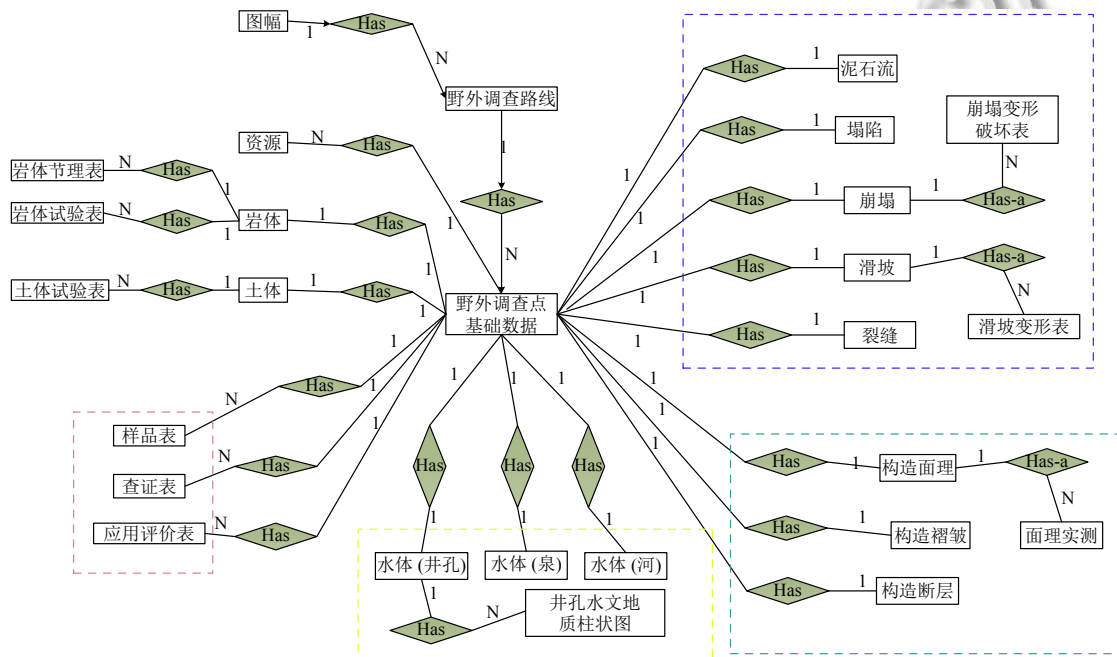 图幅
1
Has
N
野外调查路线
1
Has
N
资源
N
Has
1
岩体节理表
N
Has
1
岩体试验表
N
Has
1
岩体
1
Has
1
土体试验表
N
Has
1
土体
1
Has
1
野外调查点
基础数据
Has
1
N
样品表
Has
1
N
查证表
Has
1
N
应用评价表
1
Has
1
水体 (井孔)
1
Has
N
井孔水文地
质柱状图
1
Has
1
水体 (泉)
1
Has
1
水体 (河)
1
Has
1
泥石流
1
Has
1
塌陷
1
Has
1
崩塌
1
Has-a
N
崩塌变形
破坏表
1
Has
1
滑坡
1
Has-a
N
滑坡变形表
1
Has
1
裂缝
1
Has
1
构造面理
1
Has-a
N
面理实测
1
Has
1
构造褶皱
1
Has
1
构造断层